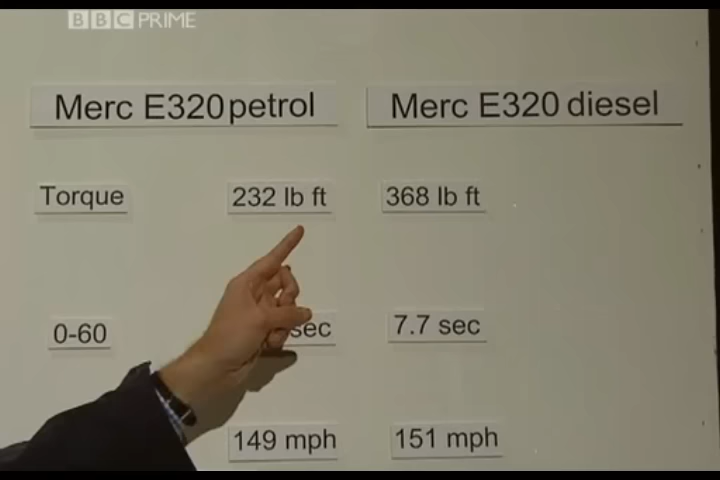 BBC PRIME
Merc E320 petrol Merc E320 diesel
Torque 232 lb ft 368 lb ft
0-60 sec 7.7 sec
149 mph 151 mph